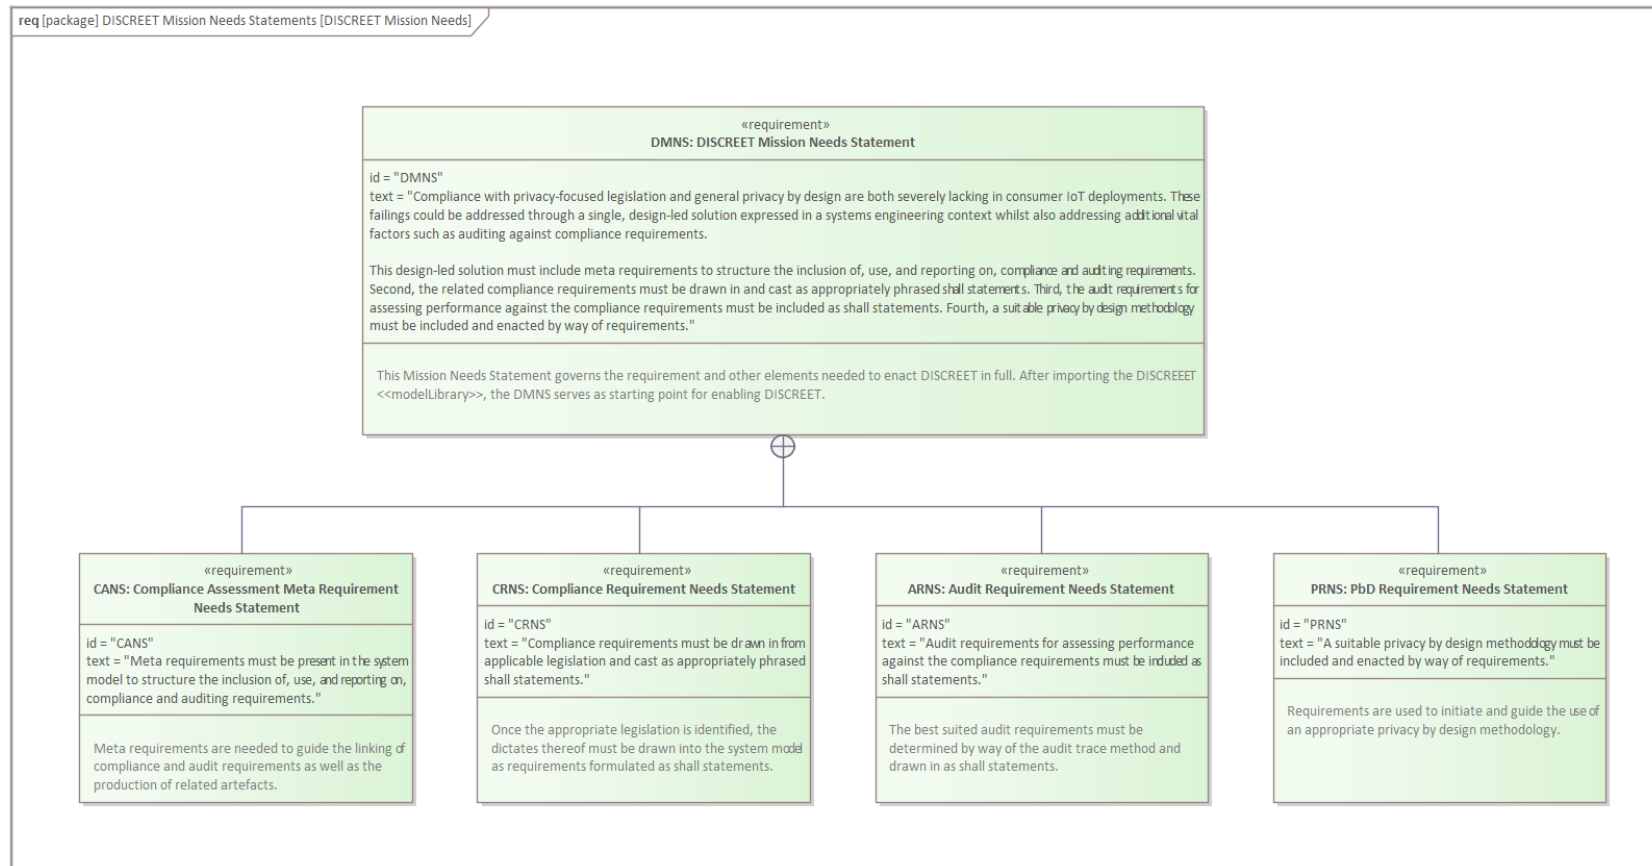 req [package] DISCREET Mission Needs Statements [DISCREET Mission Needs]
«requirement»
DMNS: DISCREET Mission Needs Statement
id = "DMNS"
text = "Compliance with privacy-focused legislation and general privacy by design are both severely lacking in consumer IoT deployments. These
failings could be addressed through a single, design-led solution expressed in a systems engineering context whilst also addressing additional vital
factors such as auditing against compliance requirements.
This design-led solution must include meta requirements to structure the inclusion of, use, and reporting on, compliance and auditing requirements.
Second, the related compliance requirements must be drawn in and cast as appropriately phrased shall statements. Third, the audit requirements for
assessing performance against the compliance requirements must be included as shall statements. Fourth, a suitable privacy by design methodology
must be included and enacted by way of requirements."
This Mission Needs Statement governs the requirement and other elements needed to enact DISCREET in full. After importing the DISCREEET
<<modelLibrary>>, the DMNS serves as starting point for enabling DISCREET.
«requirement»
CANS: Compliance Assessment Meta Requirement
Needs Statement
id = "CANS"
text = "Meta requirements must be present in the system
model to structure the inclusion of, use, and reporting on,
compliance and auditing requirements."
Meta requirements are needed to guide the linking of
compliance and audit requirements as well as the
production of related artefacts.
«requirement»
CRNS: Compliance Requirement Needs Statement
id = "CRNS"
text = "Compliance requirements must be drawn in from
applicable legislation and cast as appropriately phrased
shall statements."
Once the appropriate legislation is identified, the
dictates thereof must be drawn into the system model
as requirements formulated as shall statements.
«requirement»
ARNS: Audit Requirement Needs Statement
id = "ARNS"
text = "Audit requirements for assessing performance
against the compliance requirements must be included as
shall statements."
The best suited audit requirements must be
determined by way of the audit trace method and
drawn in as shall statements.
«requirement»
PRNS: PbD Requirement Needs Statement
id = "PRNS"
text = "A suitable privacy by design methodology must be
included and enacted by way of requirements."
Requirements are used to initiate and guide the use of
an appropriate privacy by design methodology.